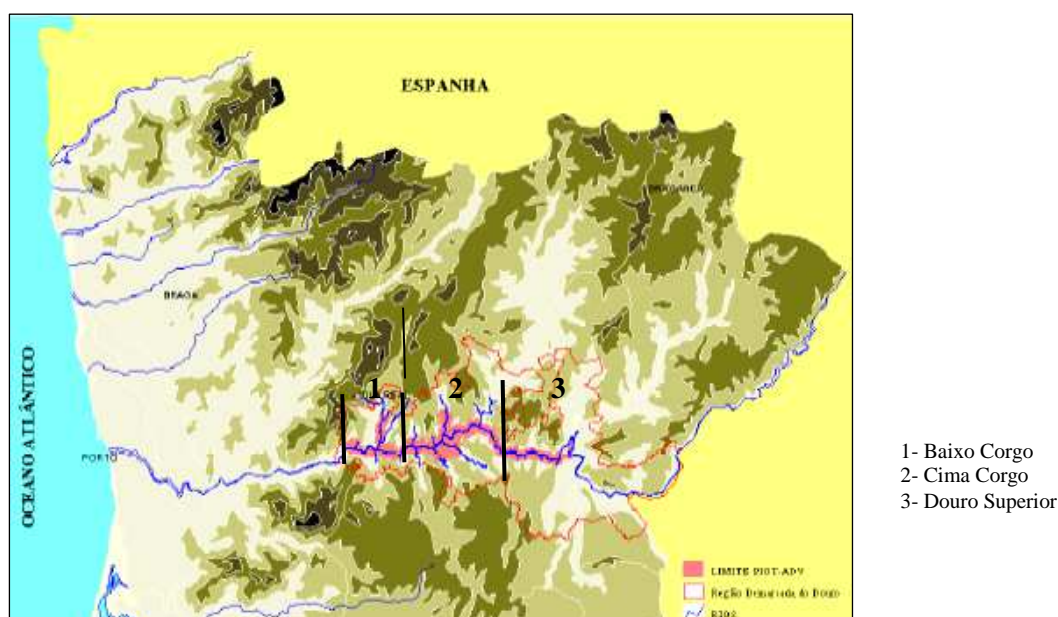 ESPANHA
BRAGA
OCEANO ATLÂNTICO
1
2
3
PORTO
1- Baixo Corgo
2- Cima Corgo
3- Douro Superior
LIMITE PIOT-ADV
Região Demarcada do Douro
RIOS